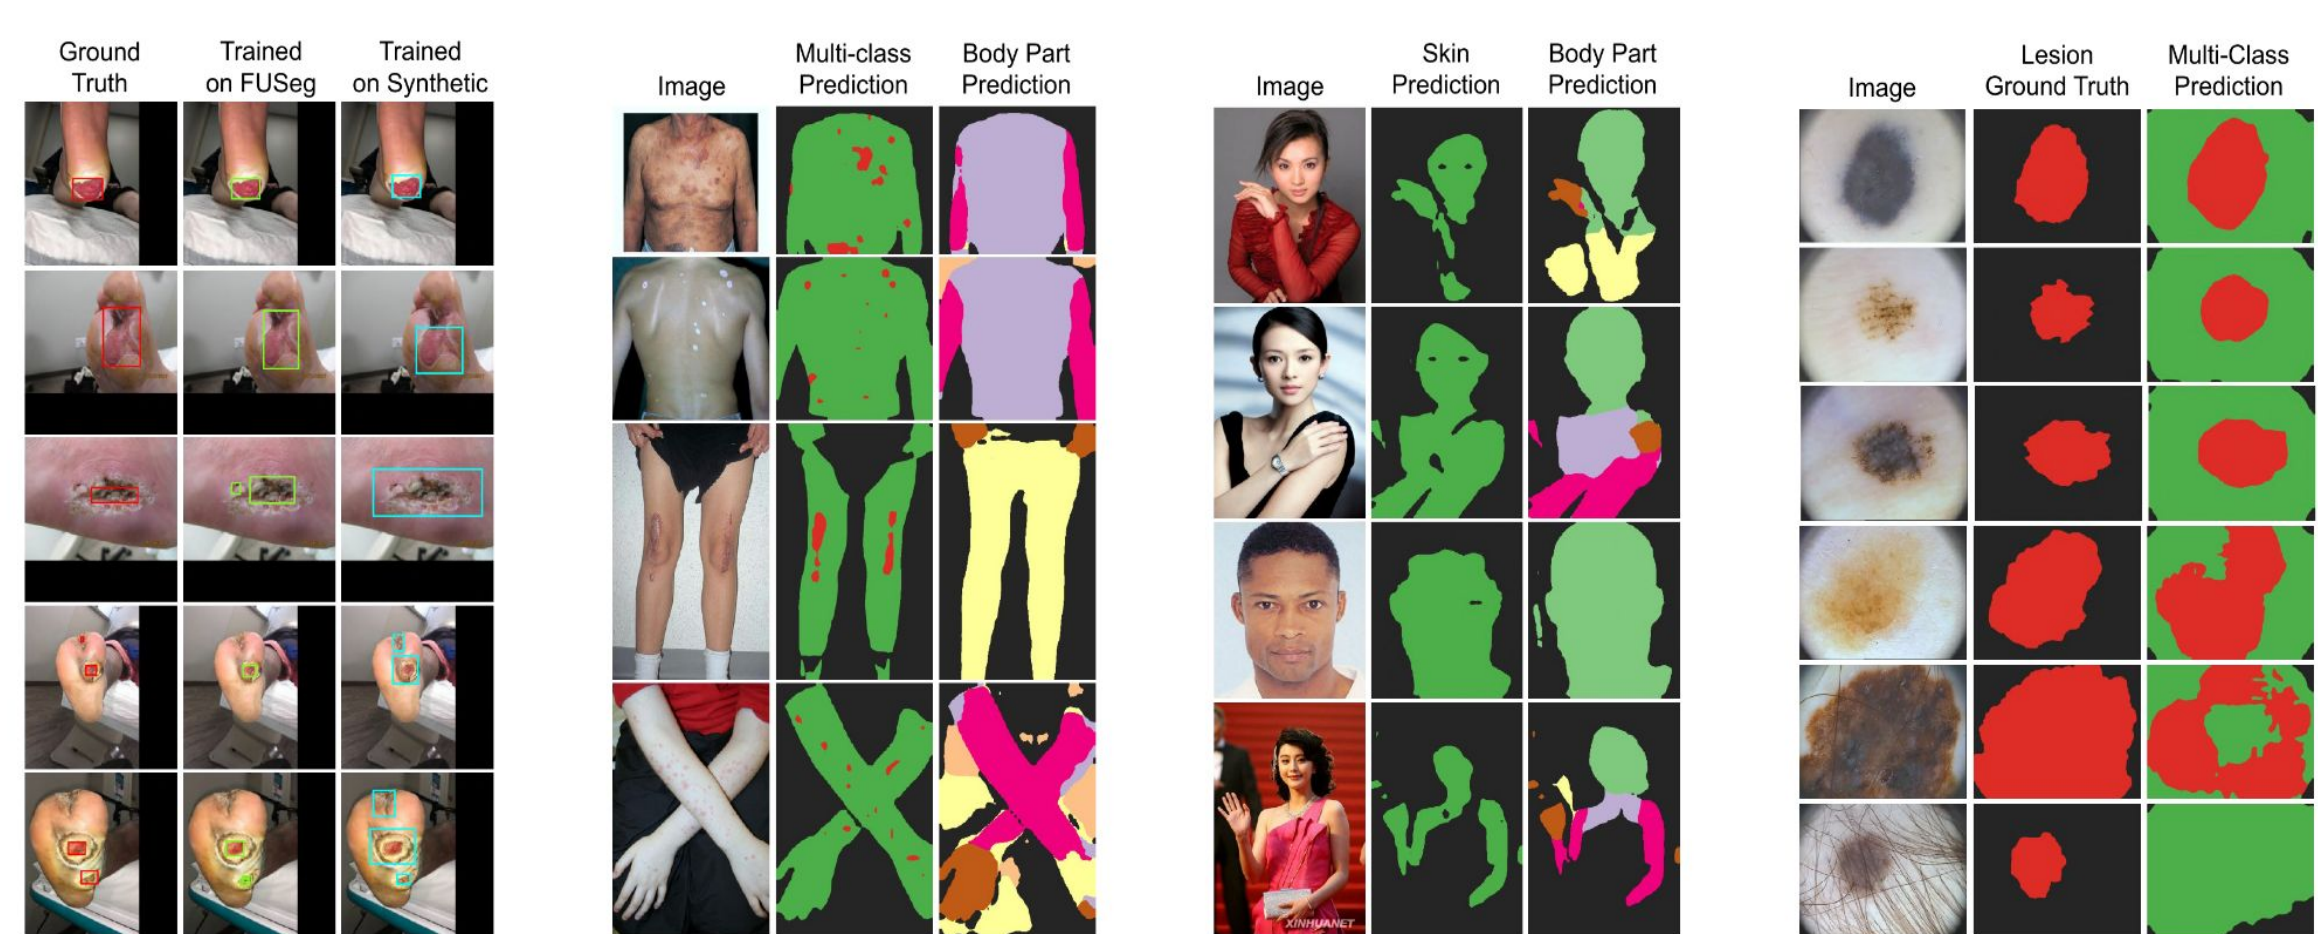 Ground
Truth
Trained
on FUSeg
Trained
on Synthetic
Image
Multi-class
Prediction
Body Part
Prediction
Image
Skin
Prediction
Body Part
Prediction
Image
Lesion
Ground Truth
Multi-Class
Prediction
XINHUANET